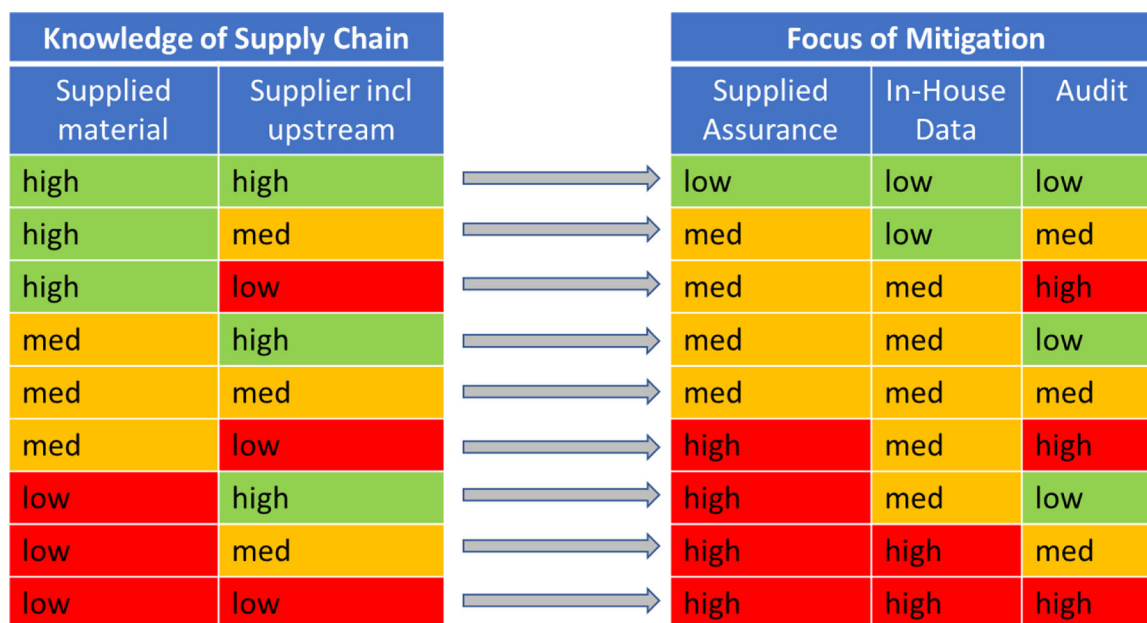 Knowledge of Supply Chain Focus of Mitigation
Supplied Supplier incl Supplied In-House Audit
material upstream Assurance Data
high high low low low
high med med low med
high low med med high
med high med med low
med med med med med
med low high med high
low high high med low
low med high high med
low low high high high